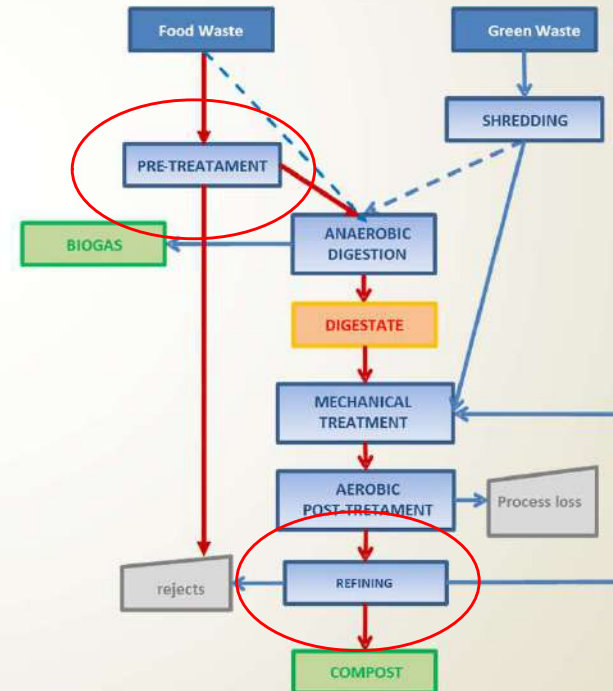 Food Waste
Green Waste
SHREDDING
PRE-TREATAMENT
BIOGAS
ANAEROBIC
DIGESTION
DIGESTATE
MECHANICAL
TREATMENT
AEROBIC
POST-TRETAMENT
Process loss
rejects
REFINING
COMPOST